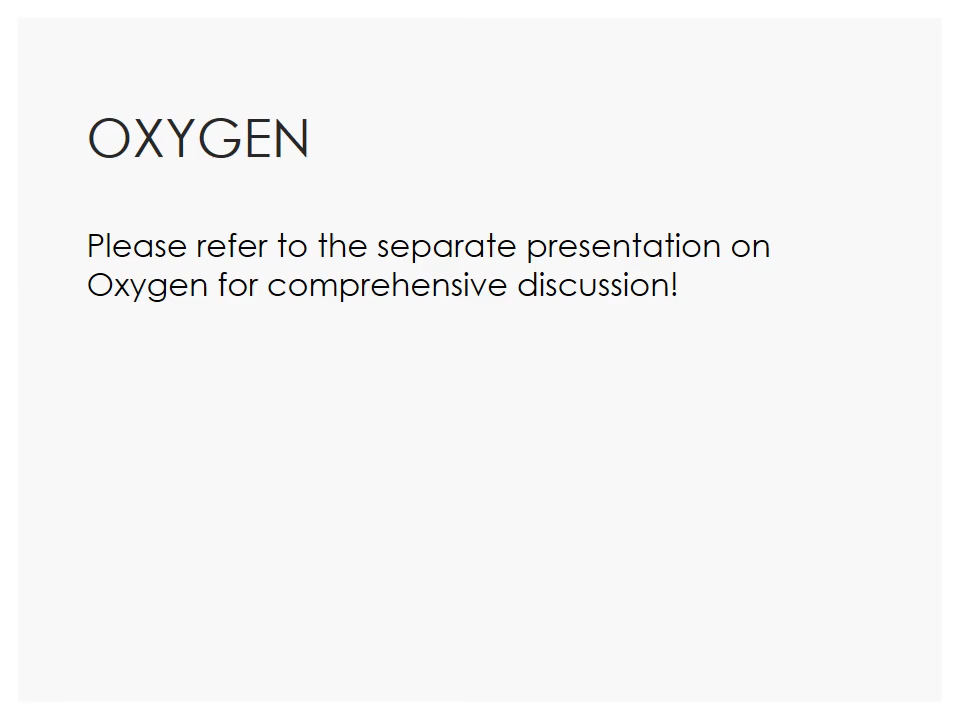 OXYGEN
Please refer to the separate presentation on
Oxygen for comprehensive discussion!